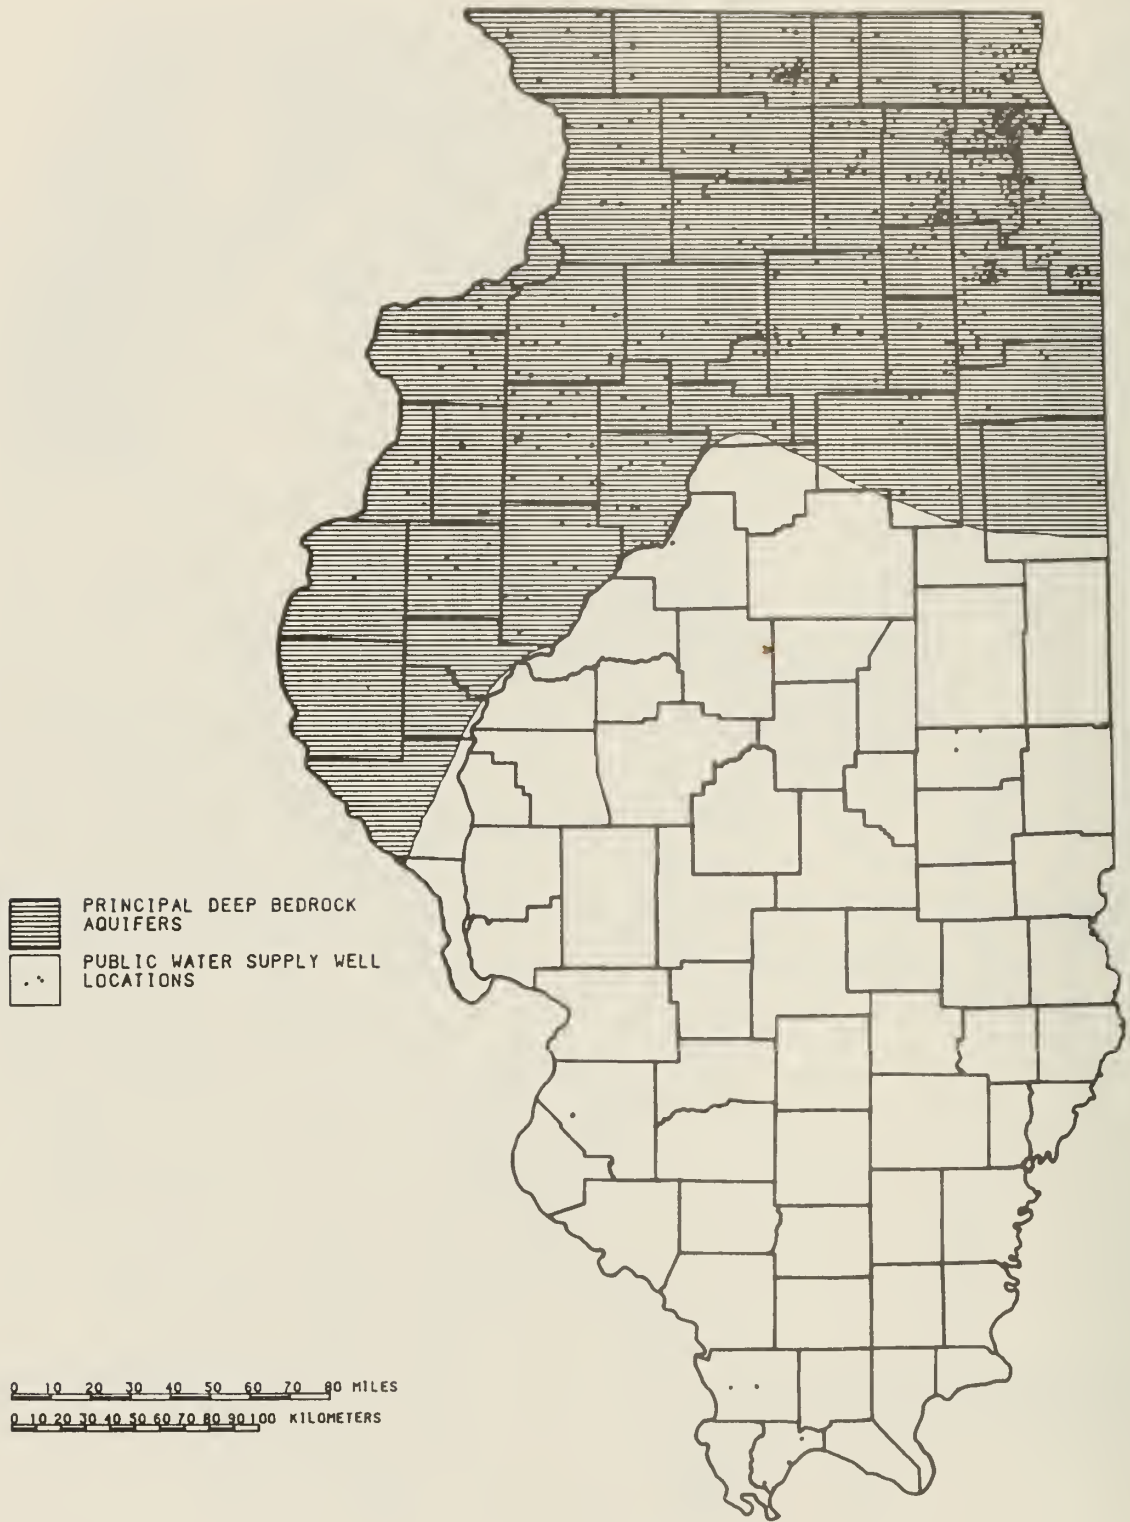 PRINCIPAL DEEP BEDROCK
AQUIFERS
PUBLIC WATER SUPPLY WELL
LOCATIONS
0 10 20 30 40 50 60 70 80 MILES
0 10 20 30 40 50 60 70 80 90 100 KILOMETERS